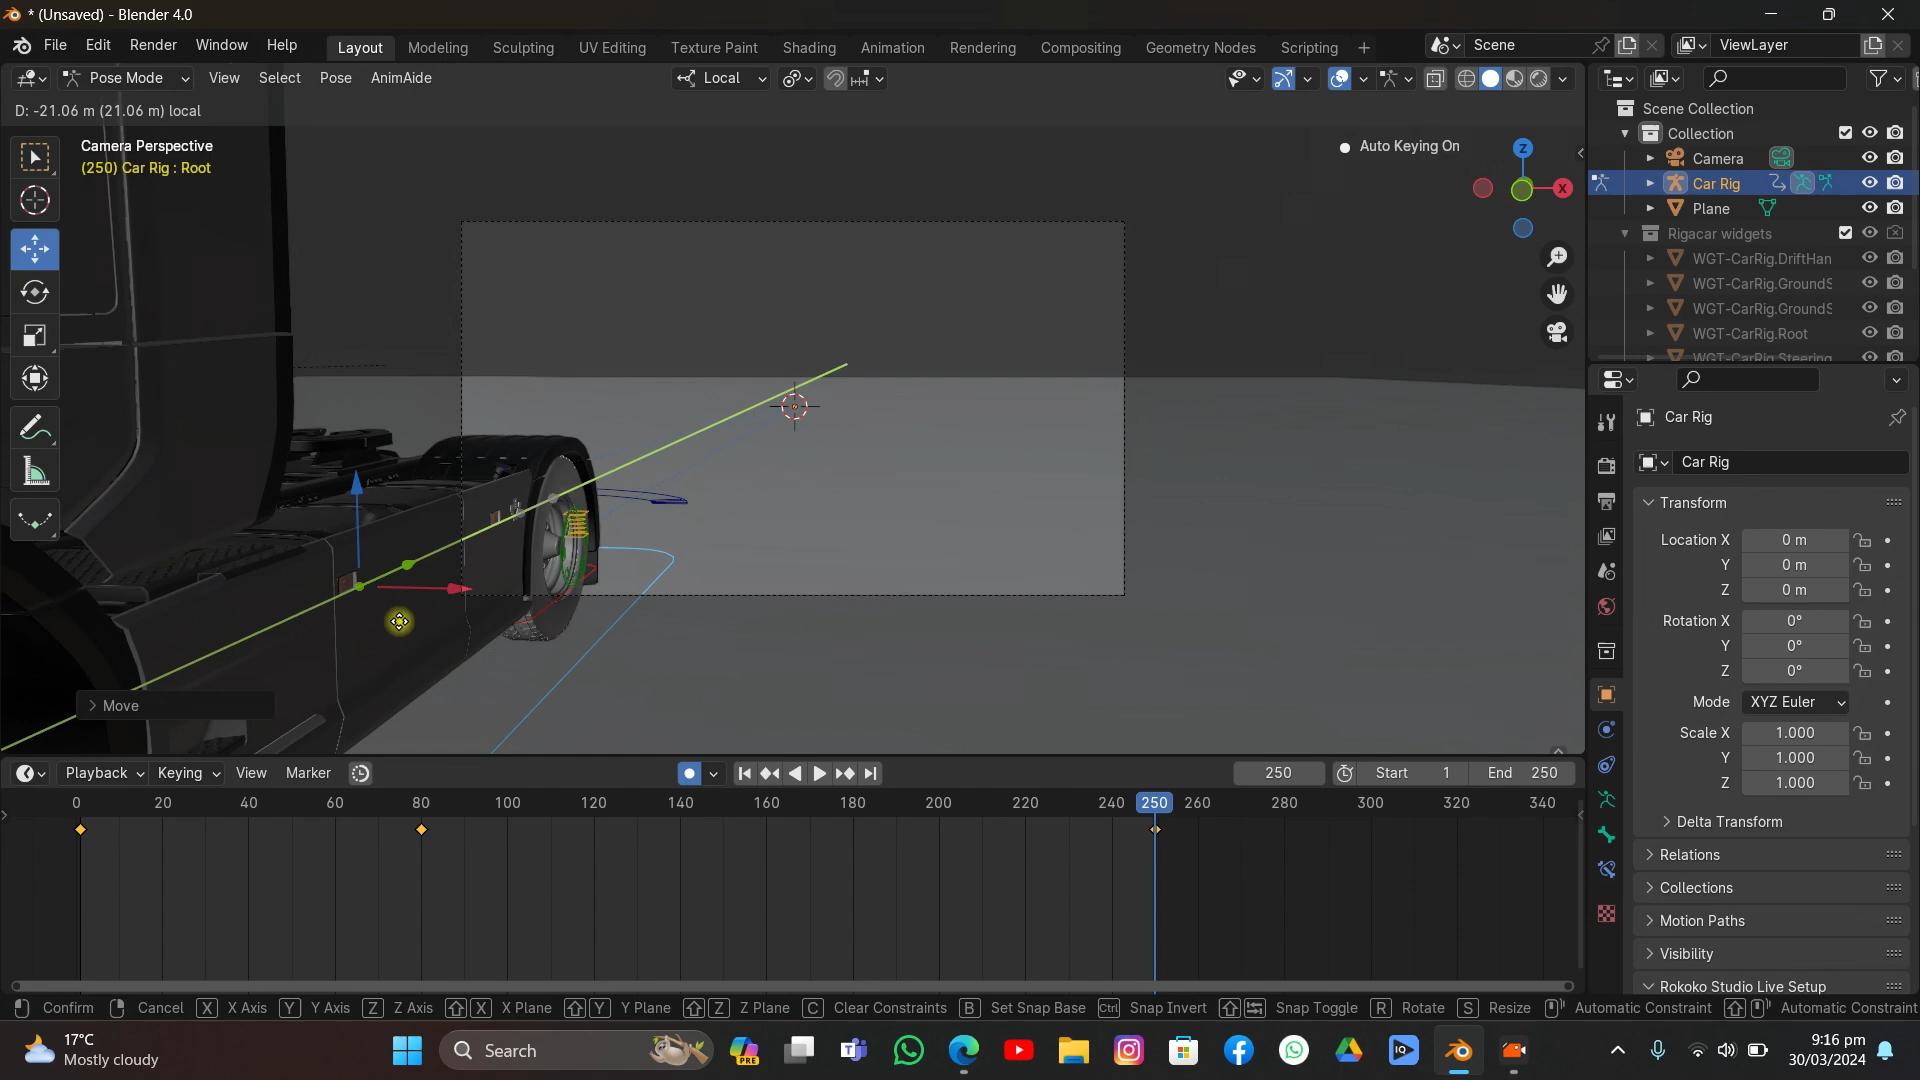 * (Unsaved) - Blender 4.0
File Edit Render Window Help
Layout Modeling Sculpting UV Editing Texture Paint Shading Animation Rendering Compositing Geometry Nodes Scripting +
Scene
ViewLayer
Pose Mode View Select Pose AnimAide
Local
D: -21.06 m (21.06 m) local
Camera Perspective
(250) Car Rig : Root
Auto Keying On
Z
X
Move
Scene Collection
Collection
Camera
Car Rig
Plane
Rigacar widgets
WGT-CarRig.DriftHan
WGT-CarRig.GroundS
WGT-CarRig.GroundS
WGT-CarRig.Root
WGT-CarRig.Steering
Car Rig
Car Rig
Transform
Location X 0 m
Y 0 m
Z 0 m
Rotation X 0°
Y 0°
Z 0°
Mode XYZ Euler
Scale X 1.000
Y 1.000
Z 1.000
Delta Transform
Relations
Collections
Motion Paths
Visibility
Rokoko Studio Live Setup
Playback Keying View Marker
250 Start 1 End 250
0 20 40 60 80 100 120 140 160 180 200 220 240 250 260 280 300 320 340
Confirm Cancel X X Axis Y Y Axis Z Z Axis X X Plane Y Y Plane Z Z Plane C Clear Constraints B Set Snap Base Ctrl Snap Invert Snap Toggle R Rotate S Resize Automatic Constraint Automatic Constraint
17°C
Mostly cloudy
Search
PRE
IQ
9:16 pm
30/03/2024